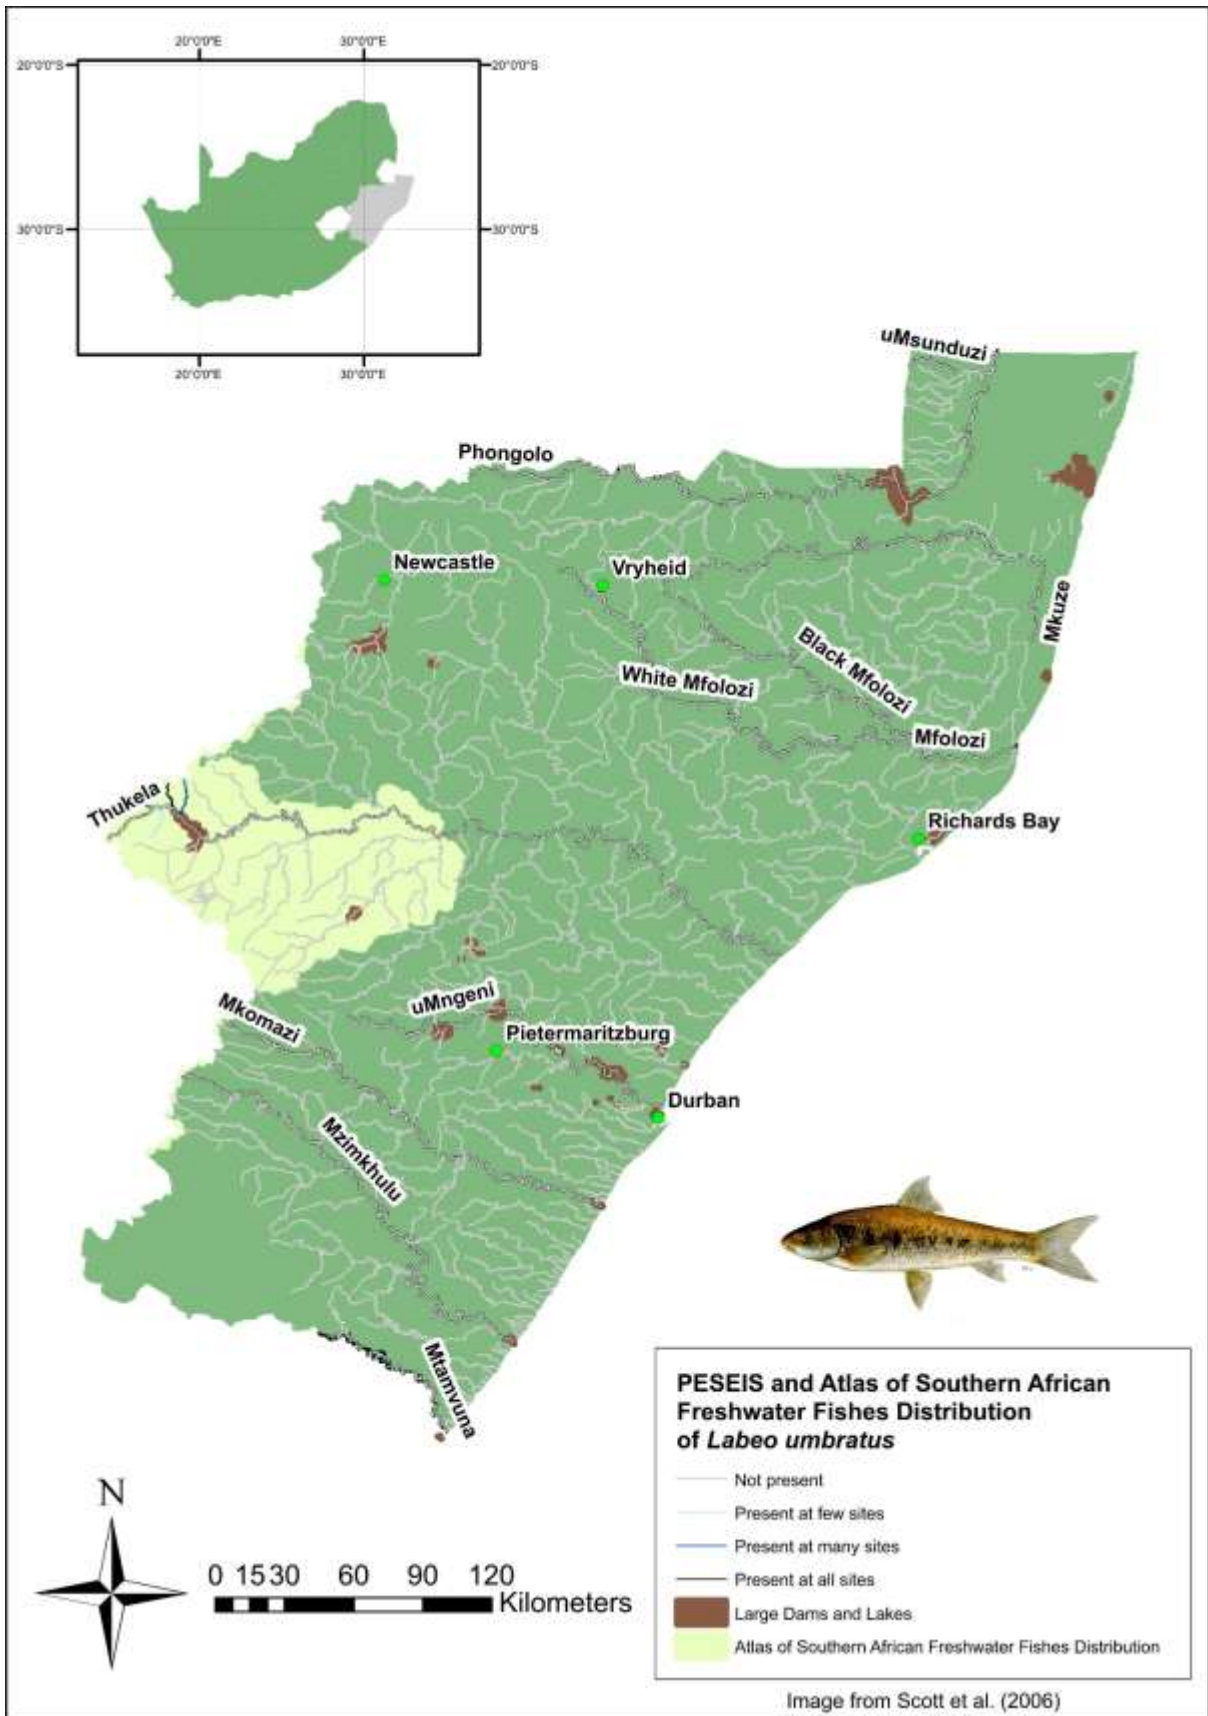 20°0'0"E 30°0'0"E
20°0'0"S 20°0'0"S
30°0'0"S 30°0'0"S
20°0'0"E 30°0'0"E
uMsunduzi
Phongolo
Newcastle
Vryheid
Mkuze
Black Mfolozi
White Mfolozi
Mfolozi
Thukela
Richards Bay
uMngeni
Mkomazi
Pietermaritzburg
Durban
Mzimkhulu
Mtamvuna
PESEIS and Atlas of Southern African
Freshwater Fishes Distribution
of Labeo umbratus
Not present
Present at few sites
Present at many sites
Present at all sites
Large Dams and Lakes
Atlas of Southern African Freshwater Fishes Distribution
N
0 15 30 60 90 120
Kilometers
Image from Scott et al. (2006)